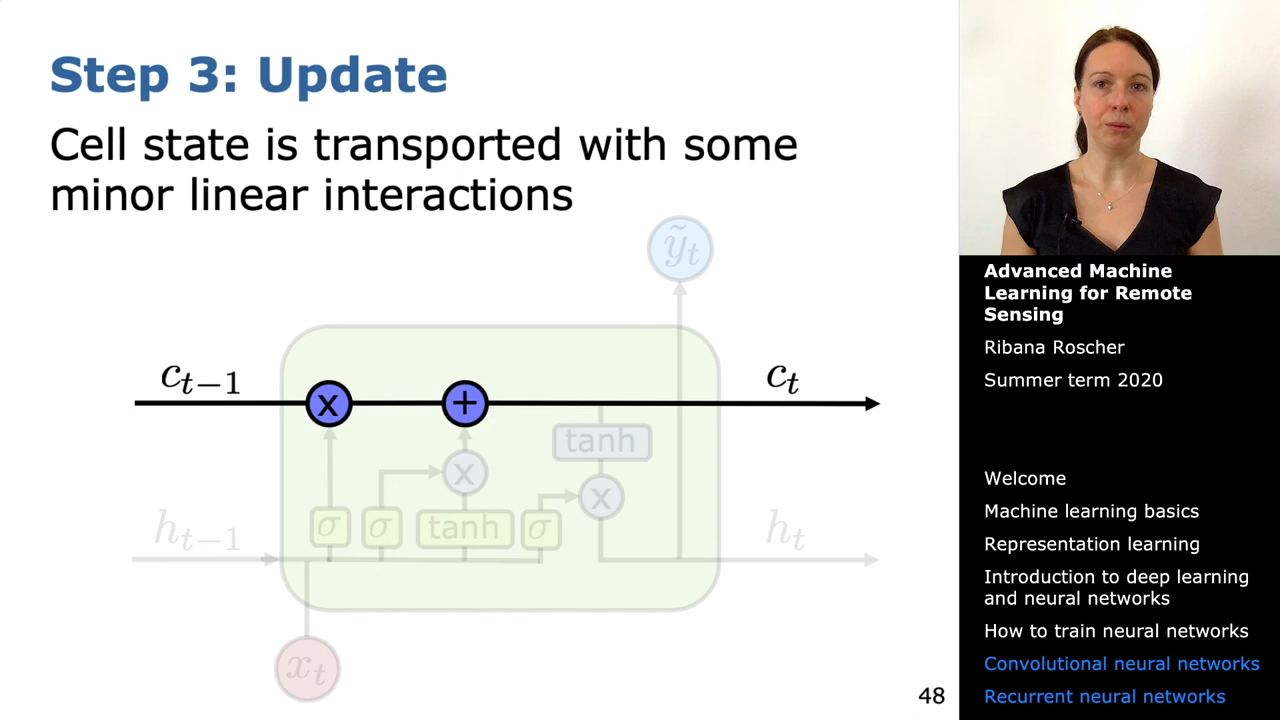 Step 3: Update
Cell state is transported with some
minor linear interactions
ỹₜ
cₜ₋₁
x
+
cₜ
tanh
x
x
hₜ₋₁
σ
σ
tanh
σ
hₜ
xₜ
48
Advanced Machine
Learning for Remote
Sensing
Ribana Roscher
Summer term 2020
Welcome
Machine learning basics
Representation learning
Introduction to deep learning
and neural networks
How to train neural networks
Convolutional neural networks
Recurrent neural networks